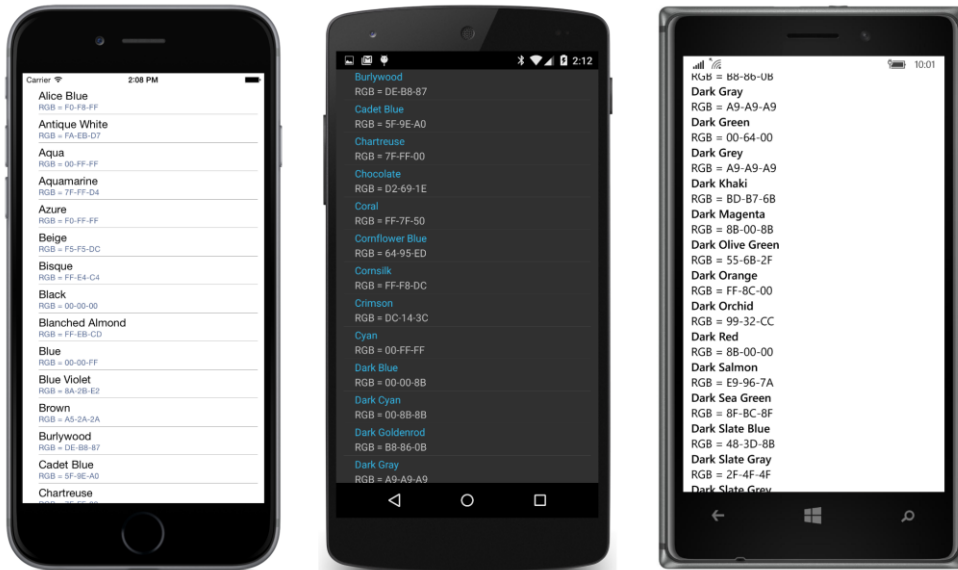 Carrier
2:08 PM
Alice Blue
RGB = F0-F8-FF
Antique White
RGB = FA-EB-D7
Aqua
RGB = 00-FF-FF
Aquamarine
RGB = 7F-FF-D4
Azure
RGB = F0-FF-FF
Beige
RGB = F5-F5-DC
Bisque
RGB = FF-E4-C4
Black
RGB = 00-00-00
Blanched Almond
RGB = FF-EB-CD
Blue
RGB = 00-00-FF
Blue Violet
RGB = 8A-2B-E2
Brown
RGB = A5-2A-2A
Burlywood
RGB = DE-B8-87
Cadet Blue
RGB = 5F-9E-A0
Chartreuse
2:12
Burlywood
RGB = DE-B8-87
Cadet Blue
RGB = 5F-9E-A0
Chartreuse
RGB = 7F-FF-00
Chocolate
RGB = D2-69-1E
Coral
RGB = FF-7F-50
Cornflower Blue
RGB = 64-95-ED
Cornsilk
RGB = FF-F8-DC
Crimson
RGB = DC-14-3C
Cyan
RGB = 00-FF-FF
Dark Blue
RGB = 00-00-8B
Dark Cyan
RGB = 00-8B-8B
Dark Goldenrod
RGB = B8-86-0B
Dark Gray
RGB = A9-A9-A9
10:01
RGB = B8-86-0B
Dark Gray
RGB = A9-A9-A9
Dark Green
RGB = 00-64-00
Dark Grey
RGB = A9-A9-A9
Dark Khaki
RGB = BD-B7-6B
Dark Magenta
RGB = 8B-00-8B
Dark Olive Green
RGB = 55-6B-2F
Dark Orange
RGB = FF-8C-00
Dark Orchid
RGB = 99-32-CC
Dark Red
RGB = 8B-00-00
Dark Salmon
RGB = E9-96-7A
Dark Sea Green
RGB = 8F-BC-8F
Dark Slate Blue
RGB = 48-3D-8B
Dark Slate Gray
RGB = 2F-4F-4F
Dark Slate Grey